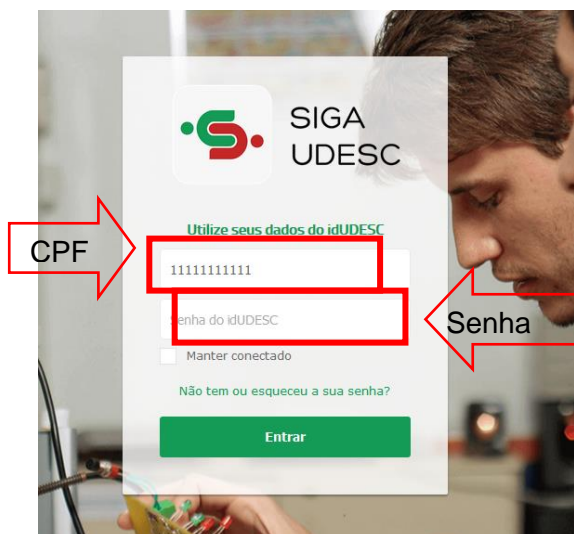 SIGA
UDESC
Utilize seus dados do idUDESC
CPF
11111111111
Senha do idUDESC
Senha
Manter conectado
Não tem ou esqueceu a sua senha?
Entrar